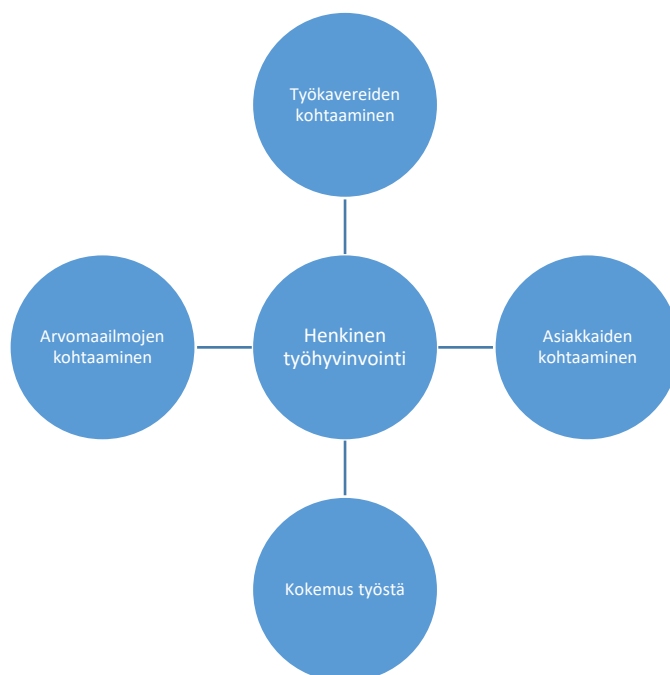 Työkavereiden
kohtaaminen
Arvomaailmojen
kohtaaminen
Henkinen
työhyvinvointi
Asiakkaiden
kohtaaminen
Kokemus työstä